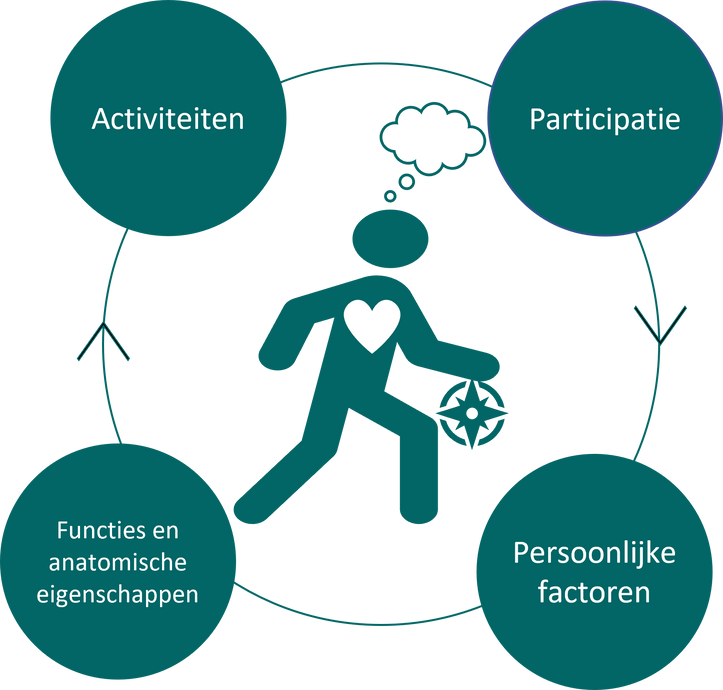 Activiteiten
Participatie
Functies en
anatomische
eigenschappen
Persoonlijke
factoren